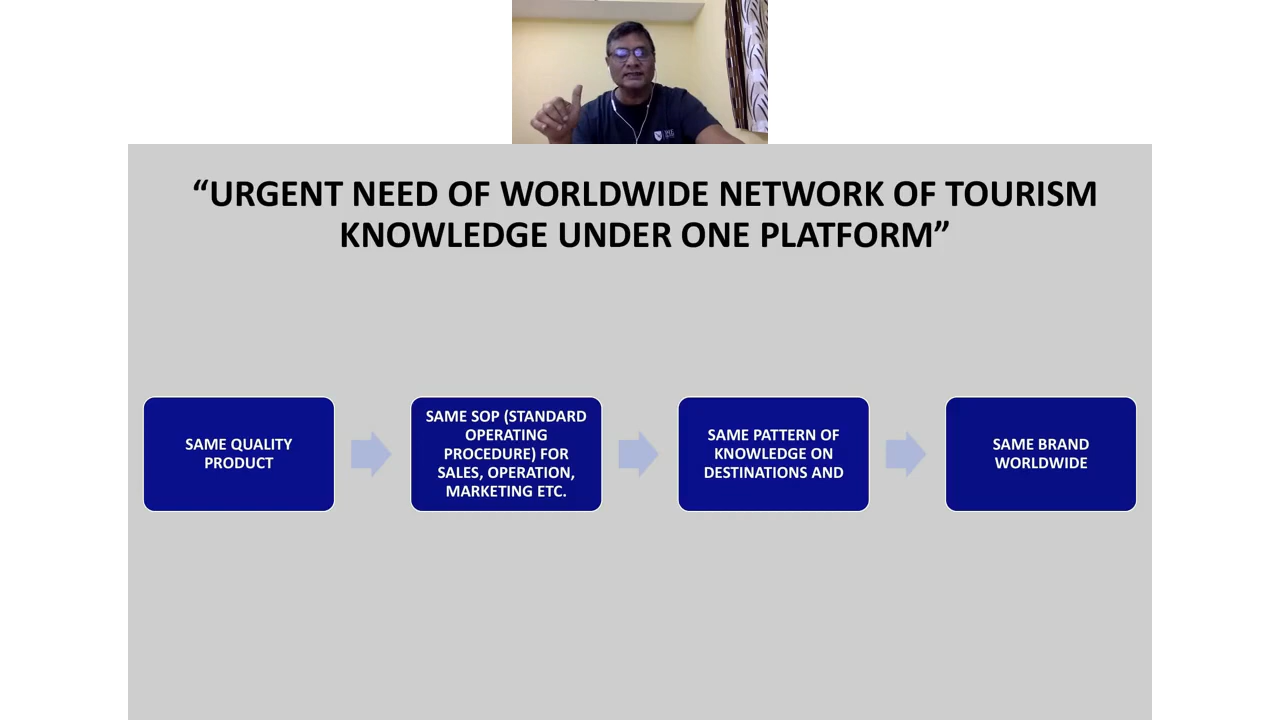 “URGENT NEED OF WORLDWIDE NETWORK OF TOURISM
KNOWLEDGE UNDER ONE PLATFORM”
SAME QUALITY
PRODUCT
SAME SOP (STANDARD
OPERATING
PROCEDURE) FOR
SALES, OPERATION,
MARKETING ETC.
SAME PATTERN OF
KNOWLEDGE ON
DESTINATIONS AND
SAME BRAND
WORLDWIDE